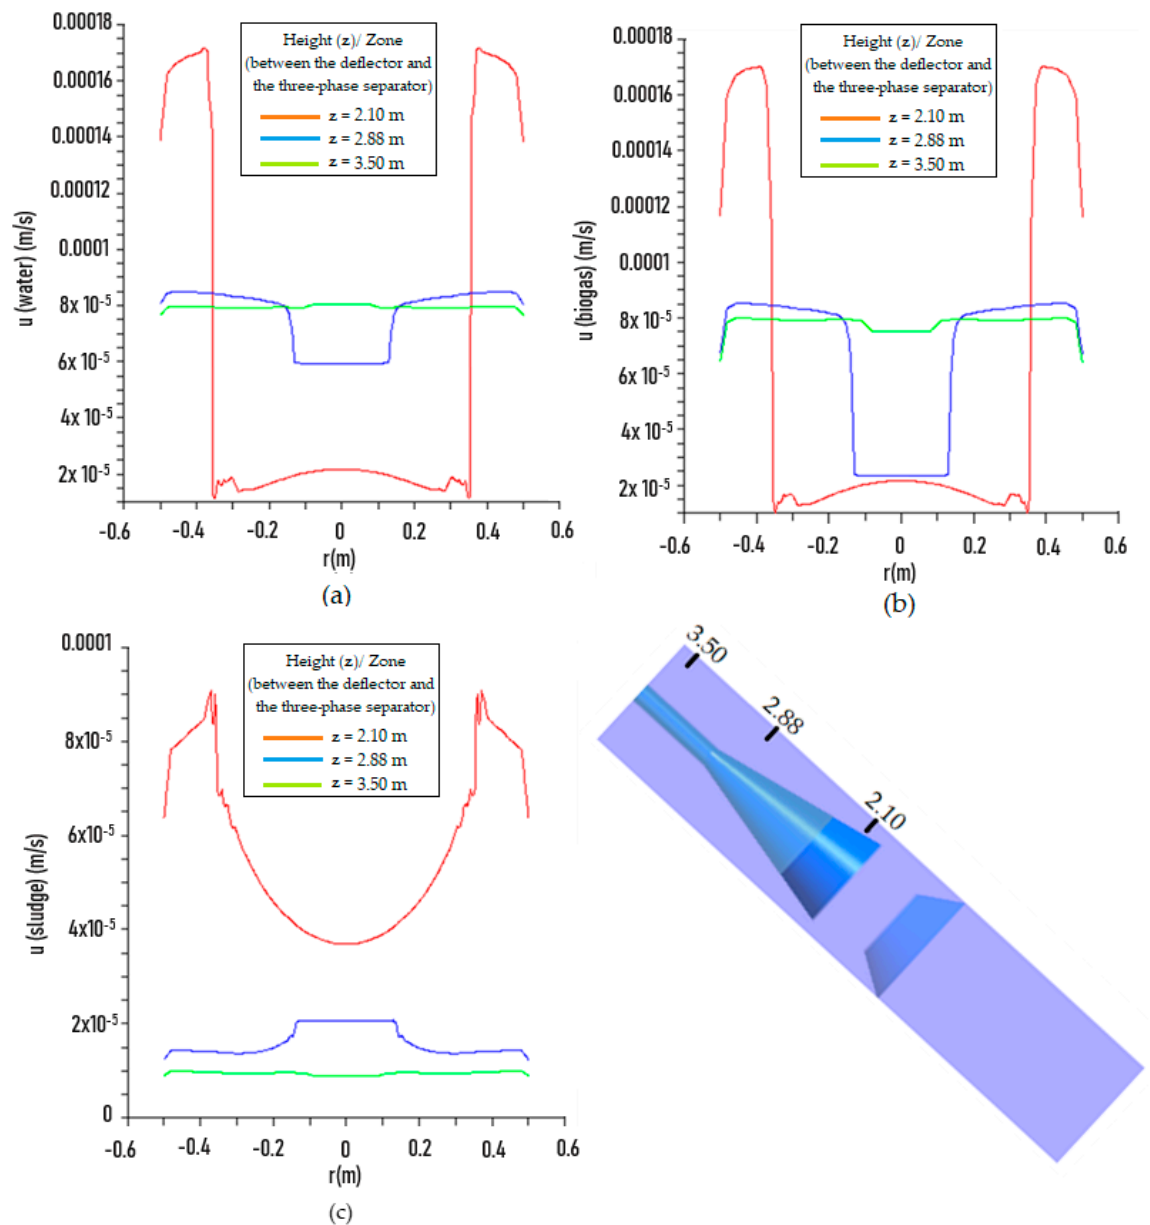 0.00018
0.00016
0.00014
0.00012
0.0001
8x 10-5
6x 10-5
4x 10-5
2x 10-5
u (water) (m/s)
Height (z)/ Zone
(between the deflector and
the three-phase separator)
z = 2.10 m
z = 2.88 m
z = 3.50 m
-0.6 -0.4 -0.2 0 0.2 0.4 0.6
r(m)
(a)
0.00018
0.00016
0.00014
0.00012
0.0001
8x 10-5
6x 10-5
4x 10-5
2x 10-5
u (biogas) (m/s)
Height (z)/ Zone
(between the deflector and
the three-phase separator)
z = 2.10 m
z = 2.88 m
z = 3.50 m
-0.6 -0.4 -0.2 0 0.2 0.4 0.6
r(m)
(b)
0.0001
8x10-5
6x10-5
4x10-5
2x10-5
0
u (sludge) (m/s)
Height (z)/ Zone
(between the deflector and
the three-phase separator)
z = 2.10 m
z = 2.88 m
z = 3.50 m
-0.6 -0.4 -0.2 0 0.2 0.4 0.6
r(m)
(c)
3.50
2.88
2.10